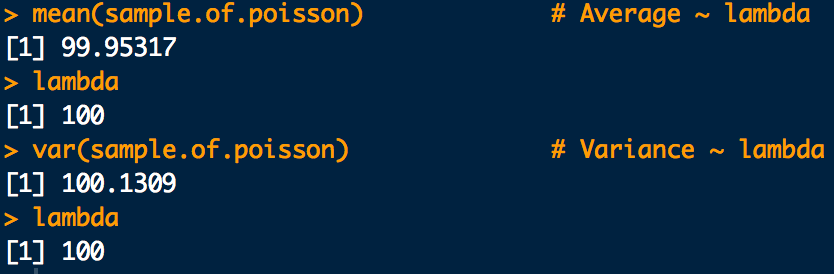 > mean(sample.of.poisson) # Average ~ lambda
[1] 99.95317
> lambda
[1] 100
> var(sample.of.poisson) # Variance ~ lambda
[1] 100.1309
> lambda
[1] 100